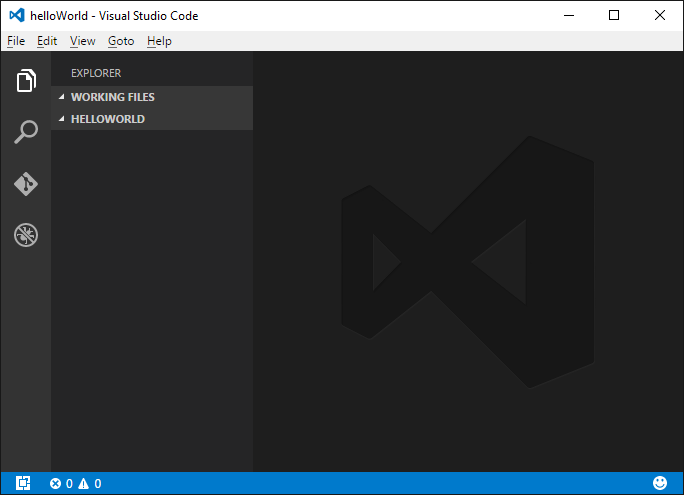 helloWorld - Visual Studio Code
File Edit View Goto Help
EXPLORER
WORKING FILES
HELLOWORLD
0 0